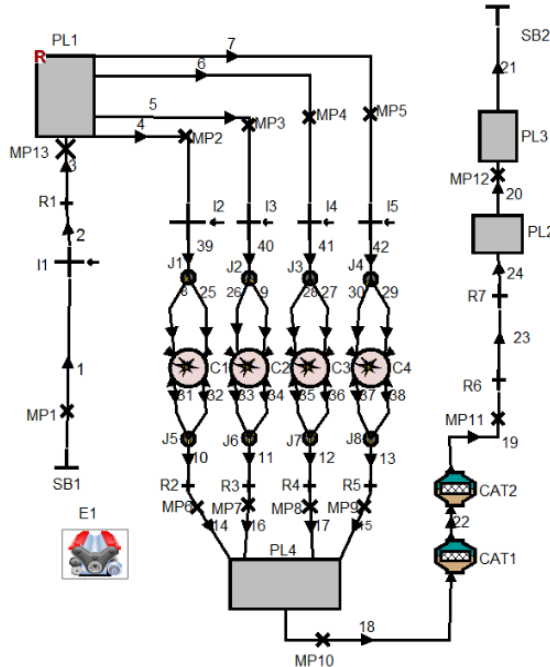 SB2
PL1
7
R
6
21
5
MP4
MP5
4
MP2
MP3
PL3
MP13
3
MP12
20
R1
I2
I3
I4
I5
PL2
2
39
40
41
42
I1
J1
J2
J3
J4
24
8
25
26
9
28
27
30
29
R7
23
1
C1
C2
C3
C4
R6
31
32
33
34
35
36
37
38
MP1
MP11
19
J5
J6
J7
J8
10
11
12
13
SB1
R2
R3
R4
R5
CAT2
MP6
MP7
MP8
MP9
E1
14
16
17
15
22
PL4
CAT1
18
MP10